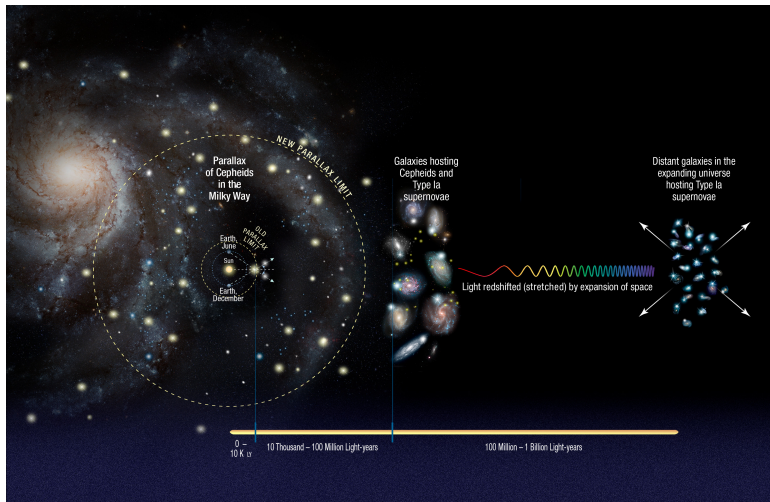 NEW PARALLAX LIMIT
Parallax
of Cepheids
in the
Milky Way
OLD
PARALLAX
LIMIT
Earth,
June
Sun
Earth,
December
Galaxies hosting
Cepheids and
Type Ia
supernovae
Light redshifted (stretched) by expansion of space
Distant galaxies in the
expanding universe
hosting Type Ia
supernovae
0 –
10 K LY
10 Thousand – 100 Million Light-years
100 Million – 1 Billion Light-years